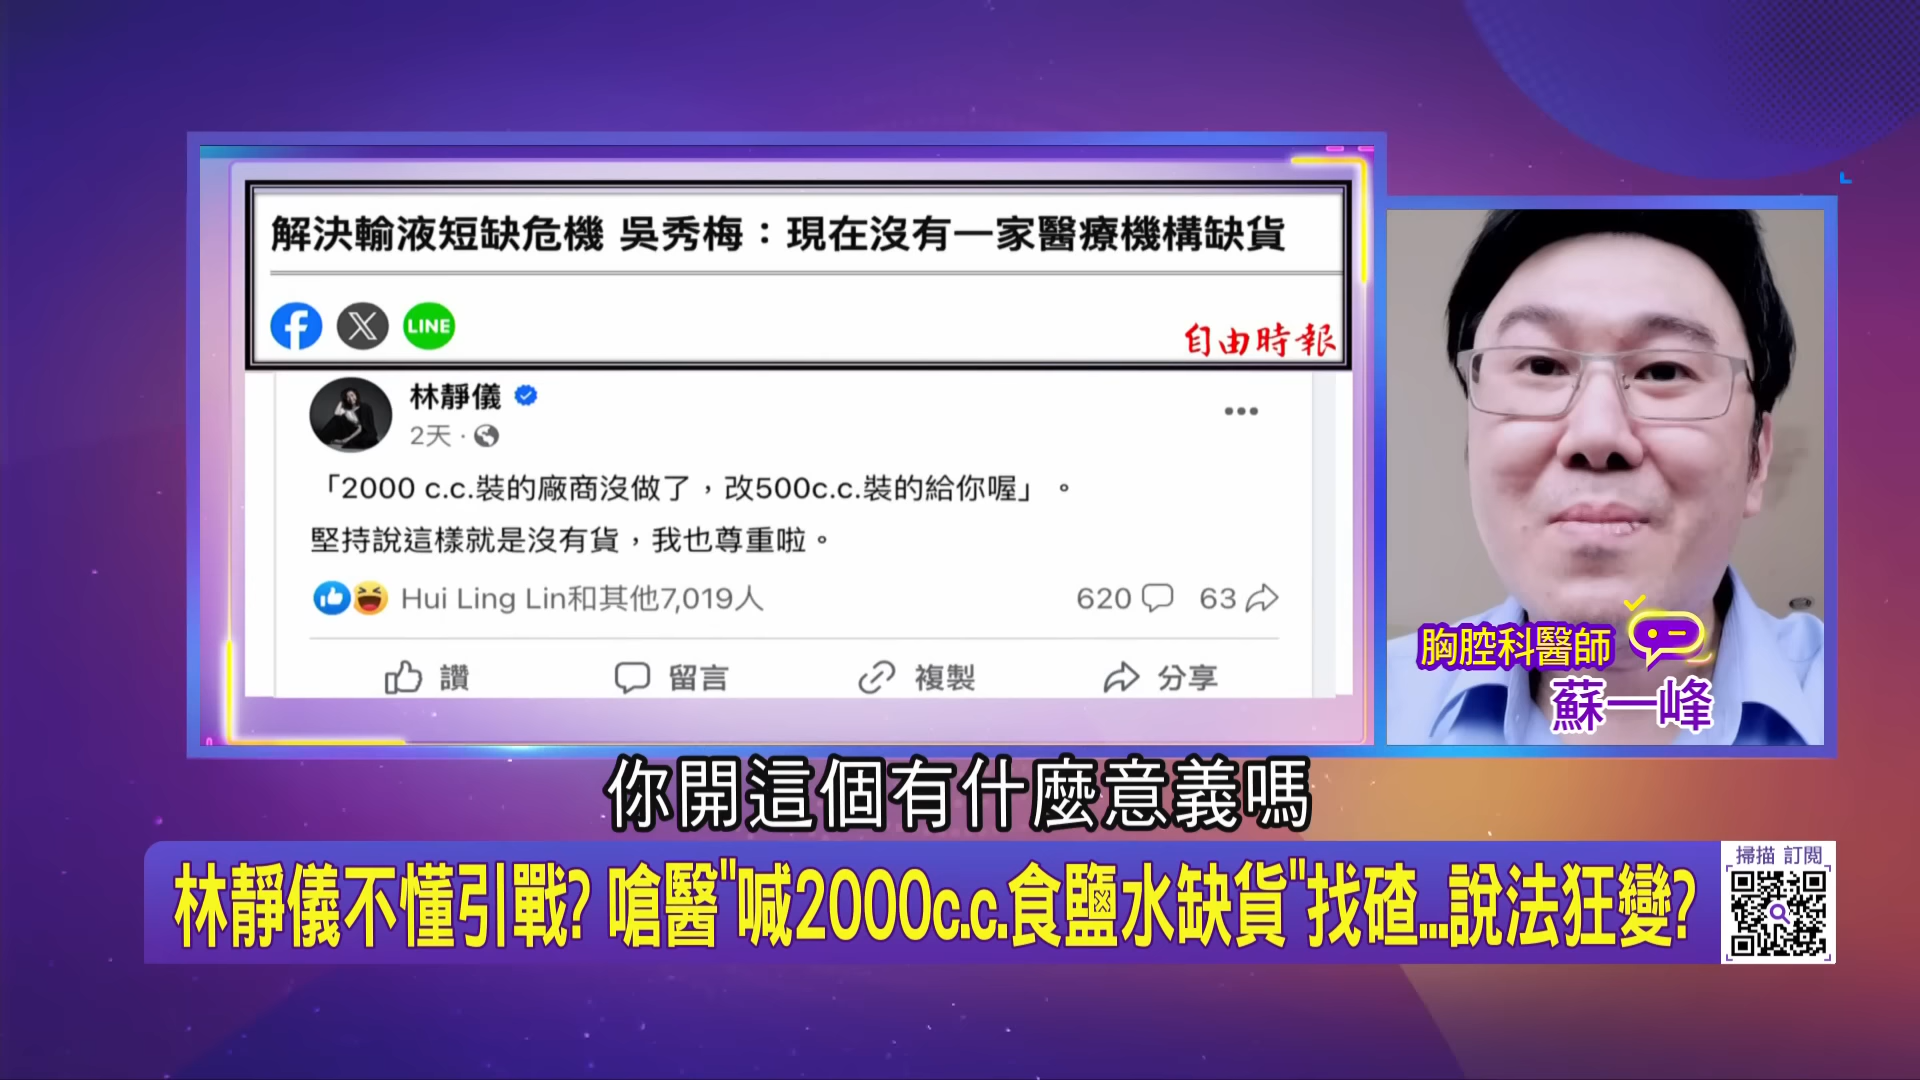 解決輸液短缺危機 吳秀梅：現在沒有一家醫療機構缺貨
LINE
自由時報
林靜儀
2天 ·
「2000 c.c.裝的廠商沒做了，改500c.c.裝的給你喔」。
堅持說這樣就是沒有貨，我也尊重啦。
Hui Ling Lin和其他7,019人
620 63
讚 留言 複製 分享
胸腔科醫師
蘇一峰
你開這個有什麼意義嗎
林靜儀不懂引戰? 嗆醫"喊2000c.c.食鹽水缺貨"找碴...說法狂變?
掃描 訂閱